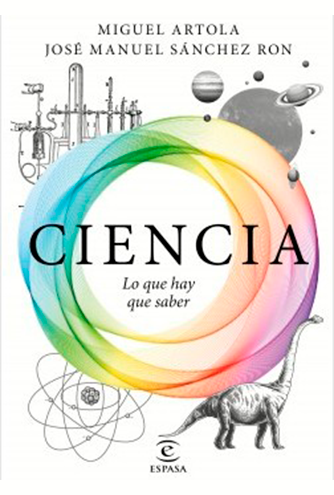 MIGUEL ARTOLA
JOSÉ MANUEL SÁNCHEZ RON
CIENCIA
Lo que hay
que saber
ESPASA